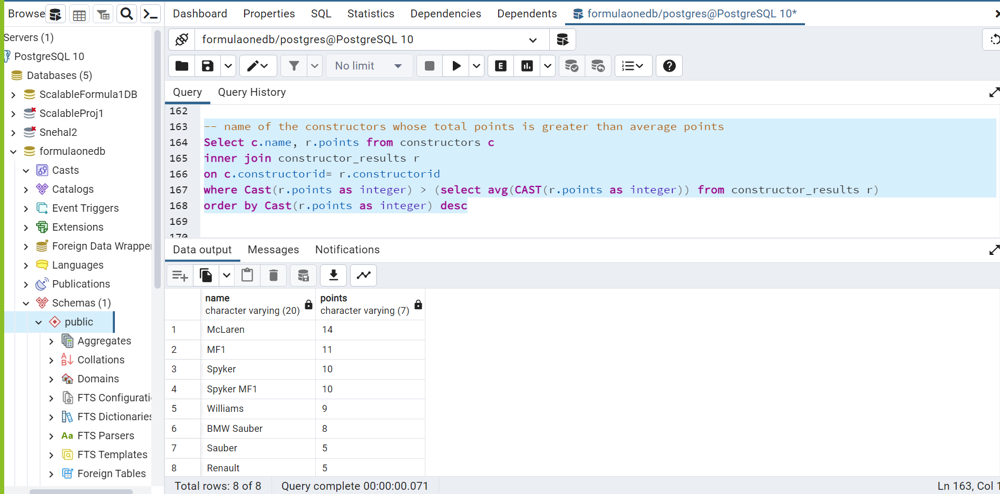 Browse
Dashboard Properties SQL Statistics Dependencies Dependents formulaonedb/postgres@PostgreSQL 10*
Servers (1)
PostgreSQL 10
Databases (5)
ScalableFormula1DB
ScalableProj1
Snehal2
formulaonedb
Casts
Catalogs
Event Triggers
Extensions
Foreign Data Wrappe
Languages
Publications
Schemas (1)
public
Aggregates
Collations
Domains
FTS Configurati
FTS Dictionaries
Aa FTS Parsers
FTS Templates
Foreign Tables
formulaonedb/postgres@PostgreSQL 10
No limit
E
Query Query History
162
163 -- name of the constructors whose total points is greater than average points
164 Select c.name, r.points from constructors c
165 inner join constructor_results r
166 on c.constructorid= r.constructorid
167 where Cast(r.points as integer) > (select avg(CAST(r.points as integer)) from constructor_results r)
168 order by Cast(r.points as integer) desc
169
170
Data output Messages Notifications
name points
character varying (20) character varying (7)
1 McLaren 14
2 MF1 11
3 Spyker 10
4 Spyker MF1 10
5 Williams 9
6 BMW Sauber 8
7 Sauber 5
8 Renault 5
Total rows: 8 of 8 Query complete 00:00:00.071 Ln 163, Col 1